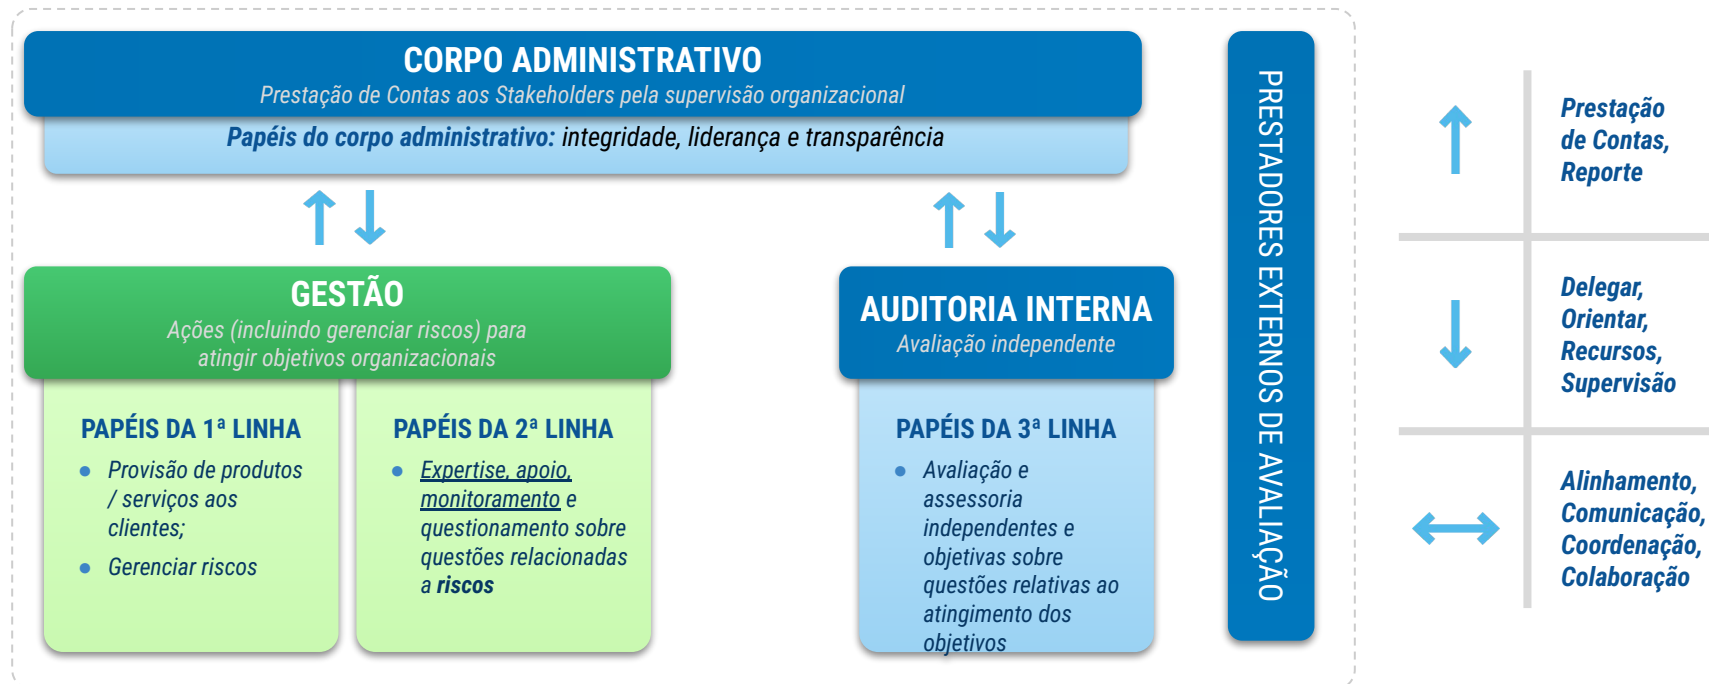 CORPO ADMINISTRATIVO
Prestação de Contas aos Stakeholders pela supervisão organizacional
Papéis do corpo administrativo: integridade, liderança e transparência
GESTÃO
Ações (incluindo gerenciar riscos) para
atingir objetivos organizacionais
PAPÉIS DA 1ª LINHA
Provisão de produtos
/ serviços aos
clientes;
Gerenciar riscos
PAPÉIS DA 2ª LINHA
Expertise, apoio,
monitoramento e
questionamento sobre
questões relacionadas
a riscos
AUDITORIA INTERNA
Avaliação independente
PAPÉIS DA 3ª LINHA
Avaliação e
assessoria
independentes e
objetivas sobre
questões relativas ao
atingimento dos
objetivos
PRESTADORES EXTERNOS DE AVALIAÇÃO
Prestação
de Contas,
Reporte
Delegar,
Orientar,
Recursos,
Supervisão
Alinhamento,
Comunicação,
Coordenação,
Colaboração